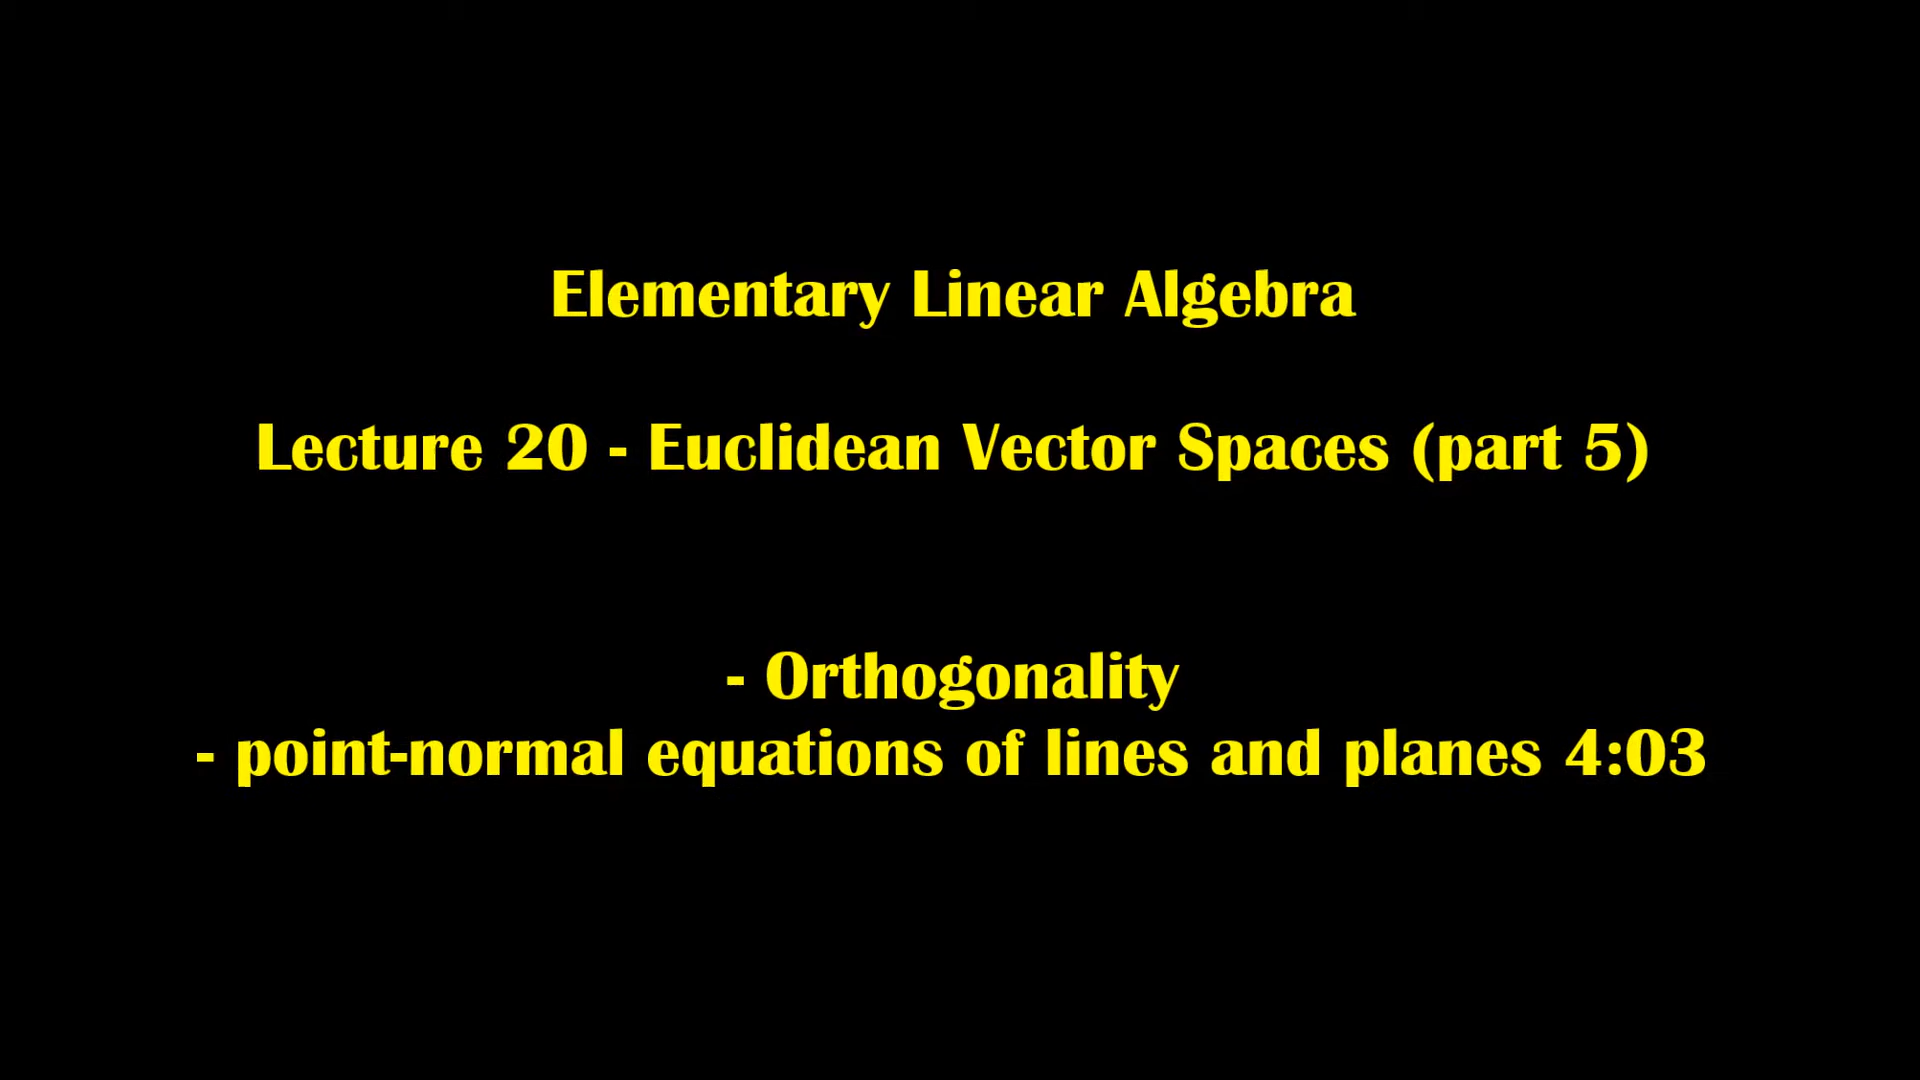 Elementary Linear Algebra
Lecture 20 - Euclidean Vector Spaces (part 5)
- Orthogonality
- point-normal equations of lines and planes 4:03